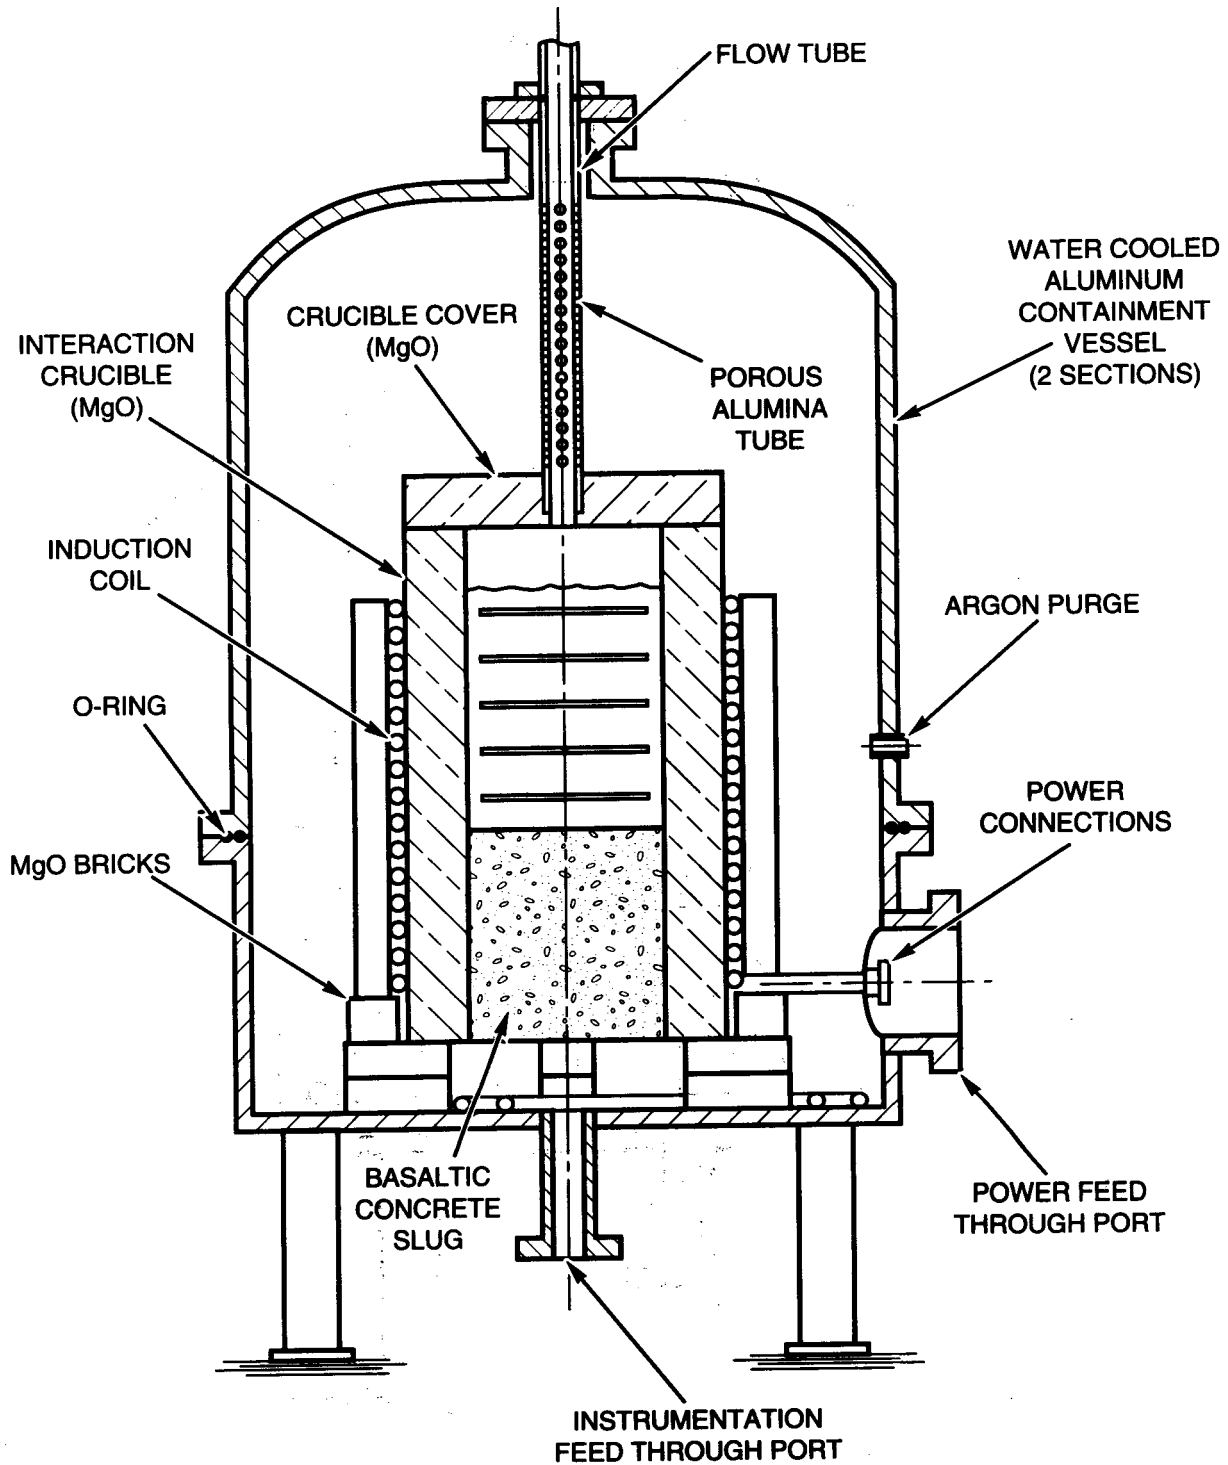 FLOW TUBE
WATER COOLED
ALUMINUM
CONTAINMENT
VESSEL
(2 SECTIONS)
CRUCIBLE COVER
(MgO)
INTERACTION
CRUCIBLE
(MgO)
POROUS
ALUMINA
TUBE
INDUCTION
COIL
ARGON PURGE
O-RING
POWER
CONNECTIONS
MgO BRICKS
BASALTIC
CONCRETE
SLUG
POWER FEED
THROUGH PORT
INSTRUMENTATION
FEED THROUGH PORT